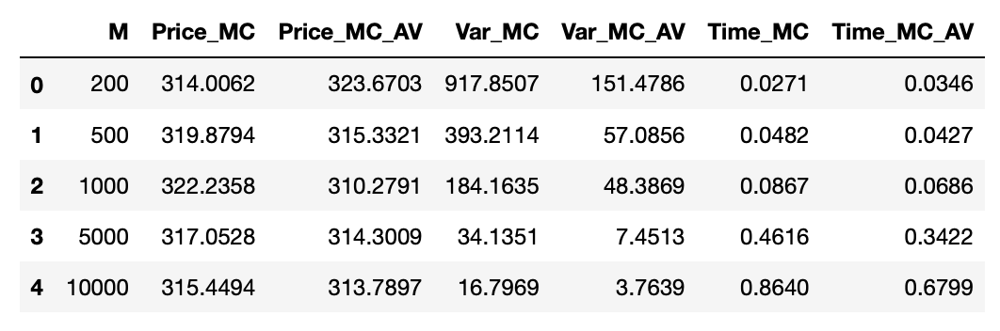 M Price_MC Price_MC_AV Var_MC Var_MC_AV Time_MC Time_MC_AV
0 200 314.0062 323.6703 917.8507 151.4786 0.0271 0.0346
1 500 319.8794 315.3321 393.2114 57.0856 0.0482 0.0427
2 1000 322.2358 310.2791 184.1635 48.3869 0.0867 0.0686
3 5000 317.0528 314.3009 34.1351 7.4513 0.4616 0.3422
4 10000 315.4494 313.7897 16.7969 3.7639 0.8640 0.6799